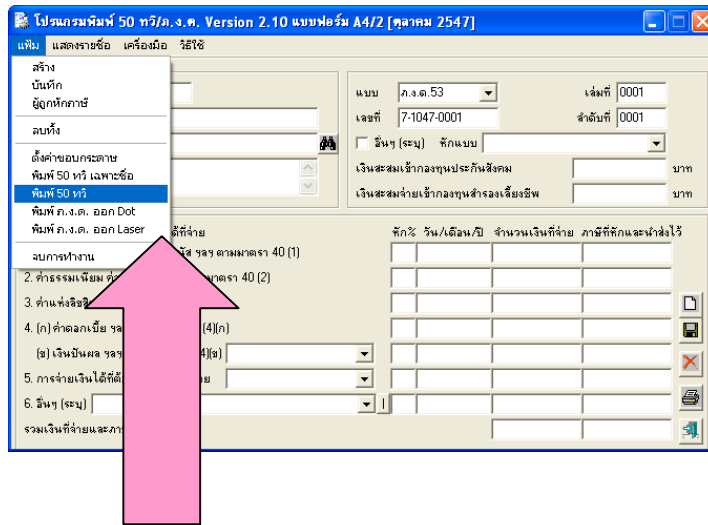 โปรแกรมพิมพ์ 50 ทวิ/ภ.ง.ด. Version 2.10 แบบฟอร์ม A4/2 [ตุลาคม 2547]
แฟ้ม แสดงรายชื่อ เครื่องมือ วิธีใช้
สร้าง
บันทึก
ผู้ถูกหักภาษี
ลบทิ้ง
ตั้งค่าขอบกระดาษ
พิมพ์ 50 ทวิ เฉพาะชื่อ
พิมพ์ 50 ทวิ
พิมพ์ ภ.ง.ด. ออก Dot
พิมพ์ ภ.ง.ด. ออก Laser
จบการทำงาน
แบบ ภ.ง.ด.53 เล่มที่ 0001
เลขที่ 7-1047-0001 ลำดับที่ 0001
อื่นๆ (ระบุ) หักแบบ
เงินสะสมเข้ากองทุนประกันสังคม บาท
เงินสะสมจ่ายเข้ากองทุนสำรองเลี้ยงชีพ บาท
ได้ที่จ่าย หัก% วัน/เดือน/ปี จำนวนเงินที่จ่าย ภาษีที่หักและนำส่งไว้
ฯลฯ ตามมาตรา 40 (1)
2. ค่าธรรมเนียม มาตรา 40 (2)
3. ค่าแห่งลิขสิ
4. (ก) ค่าดอกเบี้ย ฯล (4)(ก)
(ข) เงินปันผล ฯลฯ 4)(ข)
5. การจ่ายเงินได้ที่ต้ าย
6. อื่นๆ (ระบุ)
รวมเงินที่จ่ายและภา